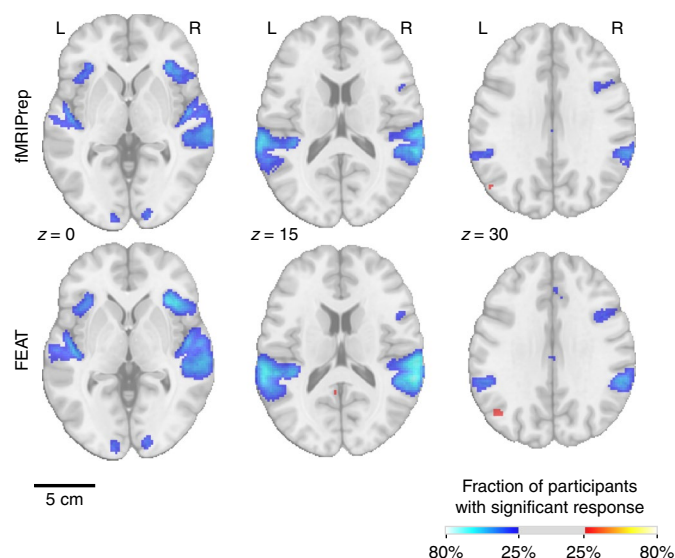 L R L R L R
fMRIPrep
z = 0 z = 15 z = 30
FEAT
5 cm
Fraction of participants
with significant response
80% 25% 25% 80%